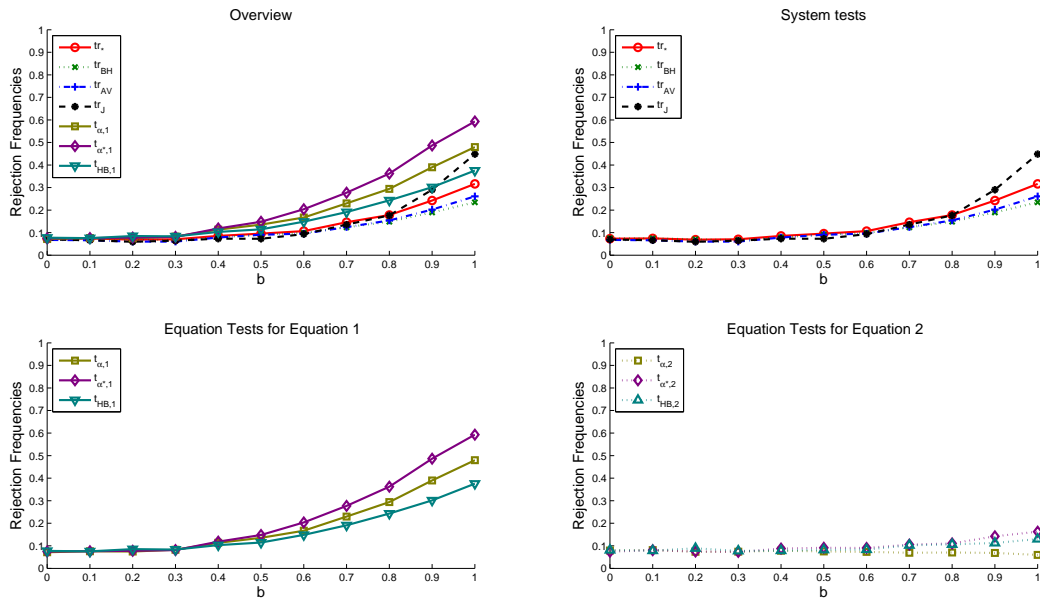 Overview
Rejection Frequencies
1
0.9
0.8
0.7
0.6
0.5
0.4
0.3
0.2
0.1
0
tr*
trBH
trAV
trJ
tα,1
tα*,1
tHB,1
0 0.1 0.2 0.3 0.4 0.5 0.6 0.7 0.8 0.9 1
b
System tests
Rejection Frequencies
1
0.9
0.8
0.7
0.6
0.5
0.4
0.3
0.2
0.1
0
tr*
trBH
trAV
trJ
0 0.1 0.2 0.3 0.4 0.5 0.6 0.7 0.8 0.9 1
b
Equation Tests for Equation 1
Rejection Frequencies
1
0.9
0.8
0.7
0.6
0.5
0.4
0.3
0.2
0.1
0
tα,1
tα*,1
tHB,1
0 0.1 0.2 0.3 0.4 0.5 0.6 0.7 0.8 0.9 1
b
Equation Tests for Equation 2
Rejection Frequencies
1
0.9
0.8
0.7
0.6
0.5
0.4
0.3
0.2
0.1
0
tα,2
tα*,2
tHB,2
0 0.1 0.2 0.3 0.4 0.5 0.6 0.7 0.8 0.9 1
b